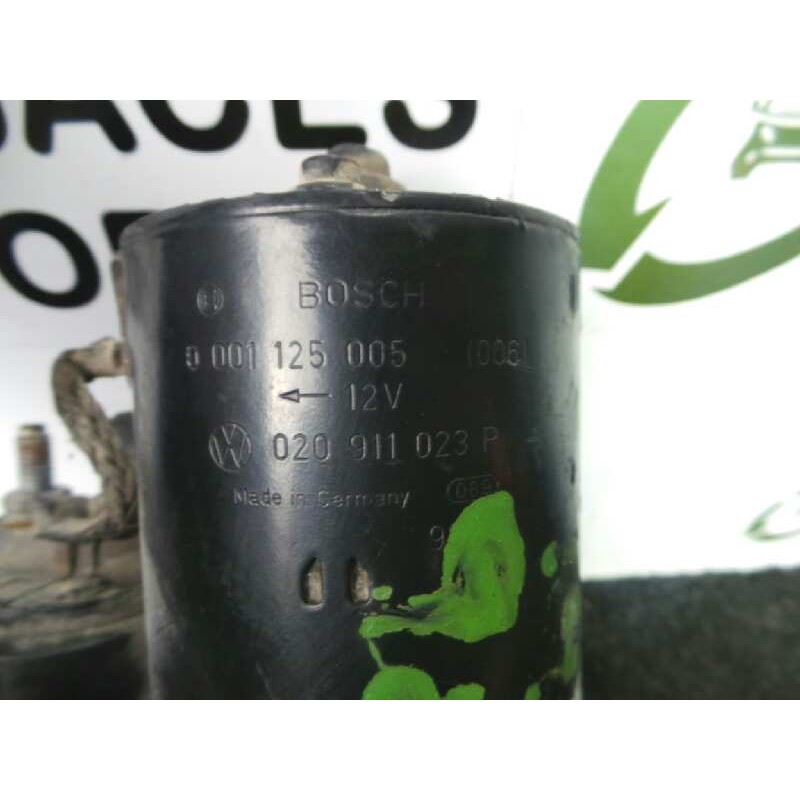 BOSCH
0 001 125 005 (006)
← 12V
020 911 023 P
Made in Germany